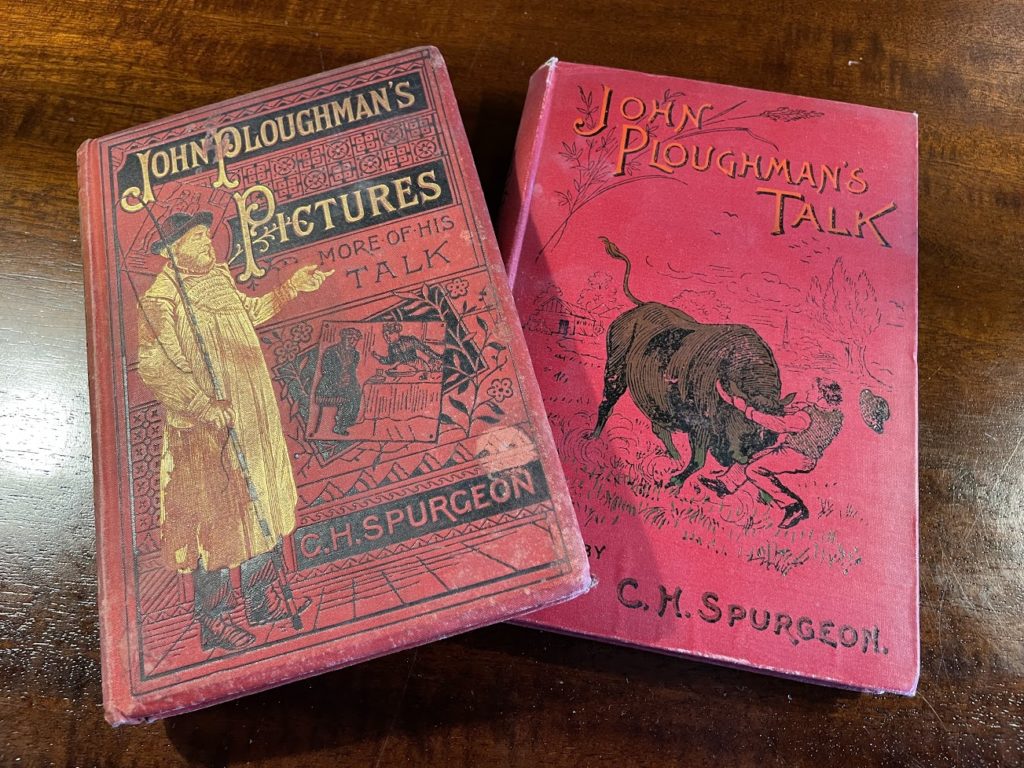 JOHN PLOUGHMAN'S
PICTURES
MORE OF HIS
TALK
C.H. SPURGEON
JOHN
PLOUGHMAN'S
TALK
BY
C. H. SPURGEON.